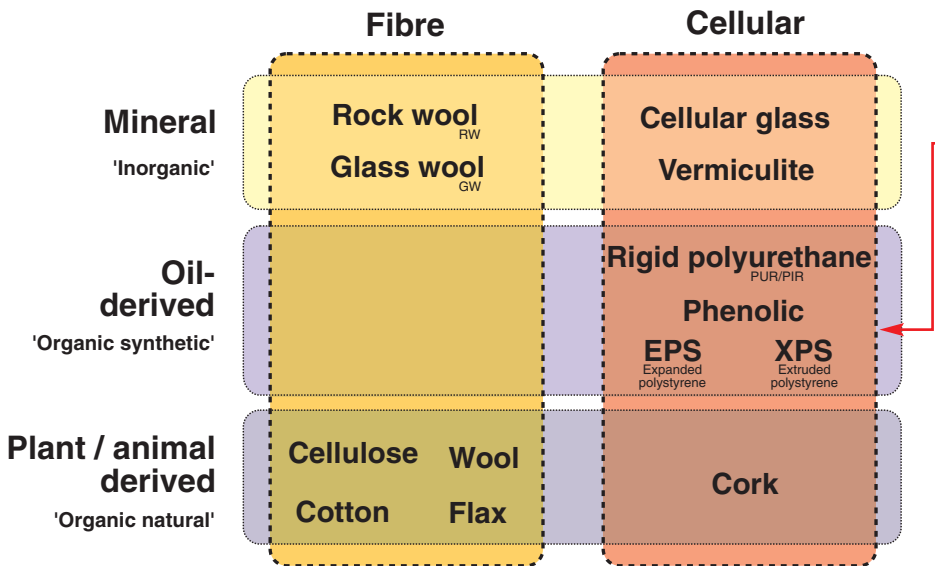 Fibre
Cellular
Mineral
'Inorganic'
Rock wool
RW
Glass wool
GW
Cellular glass
Vermiculite
Oil-
derived
'Organic synthetic'
Rigid polyurethane
PUR/PIR
Phenolic
EPS
Expanded
polystyrene
XPS
Extruded
polystyrene
Plant / animal
derived
'Organic natural'
Cellulose
Wool
Cotton
Flax
Cork